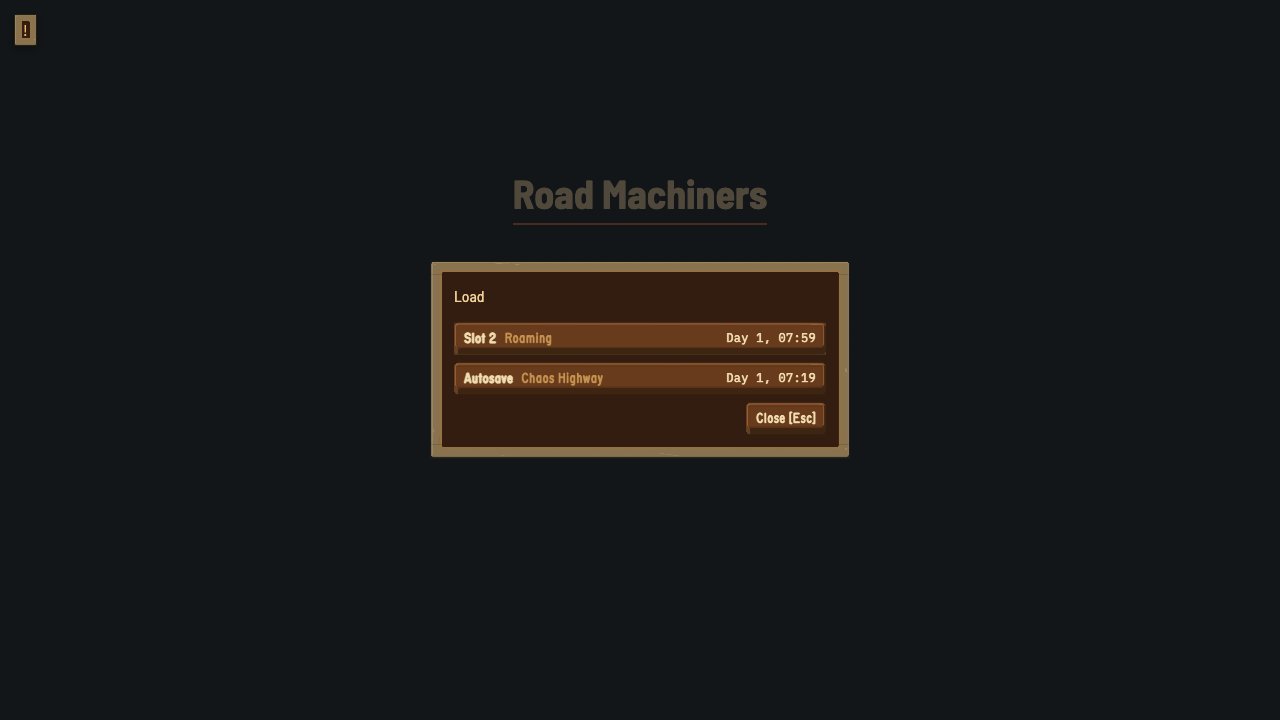 !
Road Machiners
Load
Slot 2 Roaming Day 1, 07:59
Autosave Chaos Highway Day 1, 07:19
Close [Esc]